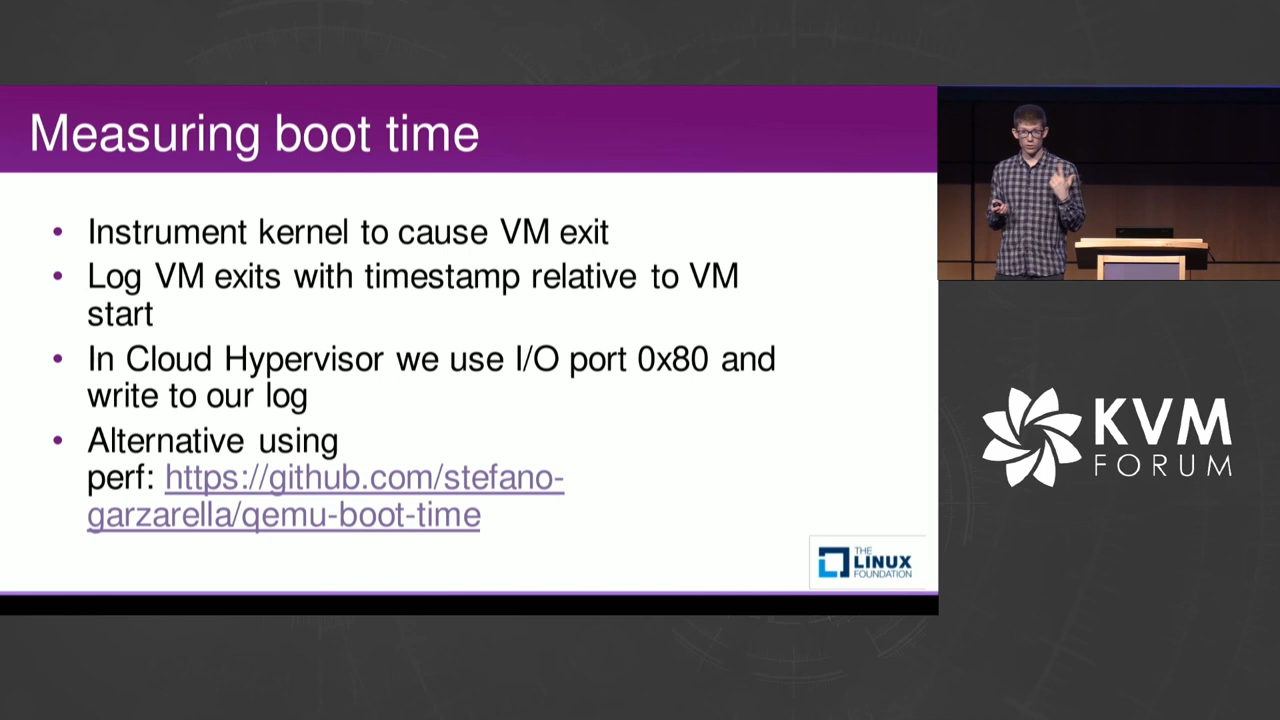 Measuring boot time
• Instrument kernel to cause VM exit
• Log VM exits with timestamp relative to VM
start
• In Cloud Hypervisor we use I/O port 0x80 and
write to our log
• Alternative using
perf: https://github.com/stefano-
garzarella/qemu-boot-time
THE
LINUX
FOUNDATION
KVM
FORUM